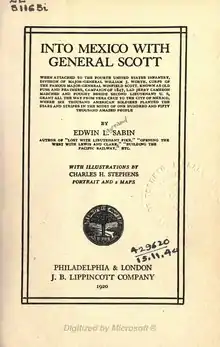 INTO MEXICO WITH
GENERAL SCOTT
WHEN ATTACHED TO THE FOURTH UNITED STATES INFANTRY,
DIVISION OF MAJOR-GENERAL WILLIAM J. WORTH, CORPS OF
THE FAMOUS MAJOR-GENERAL WINFIELD SCOTT, KNOWN AS OLD
FUSS AND FEATHERS, CAMPAIGN OF 1847, LAD JERRY CAMERON
MARCHED AND FOUGHT BESIDE SECOND LIEUTENANT U. S.
GRANT ALL THE WAY FROM VERA CRUZ TO THE CITY OF MEXICO,
WHERE SIX THOUSAND AMERICAN SOLDIERS PLANTED THE
STARS AND STRIPES IN THE MIDST OF ONE HUNDRED AND FIFTY
THOUSAND AMAZED PEOPLE
BY
EDWIN L. SABIN
AUTHOR OF "LOST WITH LIEUTENANT PIKE," "OPENING THE
WEST WITH LEWIS AND CLARK," "BUILDING THE
PACIFIC RAILWAY," ETC.
WITH ILLUSTRATIONS BY
CHARLES H. STEPHENS
PORTRAIT AND 2 MAPS
429620
15.11.44
PHILADELPHIA & LONDON
J. B. LIPPINCOTT COMPANY
1920
Digitized by Microsoft ®